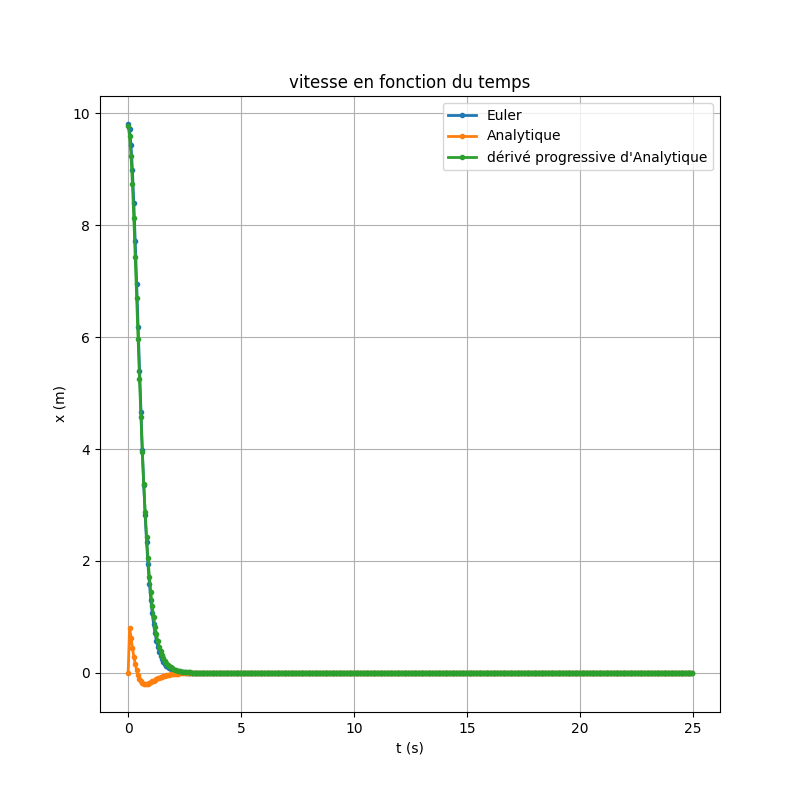 vitesse en fonction du temps
Euler
Analytique
dérivé progressive d'Analytique
10
8
6
4
2
0
x (m)
0 5 10 15 20 25
t (s)